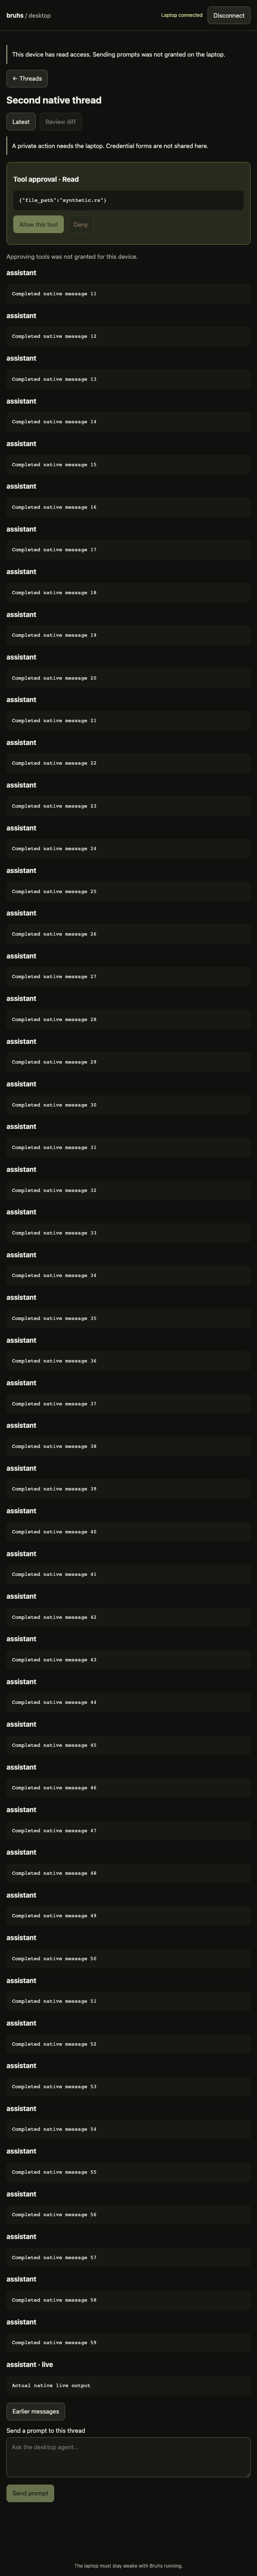 bruhs / desktop
Laptop connected
Disconnect
This device has read access. Sending prompts was not granted on the laptop.
← Threads
Second native thread
Latest
Review diff
A private action needs the laptop. Credential forms are not shared here.
Tool approval · Read
{"file_path":"synthetic.rs"}
Allow this tool
Deny
Approving tools was not granted for this device.
assistant
Completed native message 11
assistant
Completed native message 12
assistant
Completed native message 13
assistant
Completed native message 14
assistant
Completed native message 15
assistant
Completed native message 16
assistant
Completed native message 17
assistant
Completed native message 18
assistant
Completed native message 19
assistant
Completed native message 20
assistant
Completed native message 21
assistant
Completed native message 22
assistant
Completed native message 23
assistant
Completed native message 24
assistant
Completed native message 25
assistant
Completed native message 26
assistant
Completed native message 27
assistant
Completed native message 28
assistant
Completed native message 29
assistant
Completed native message 30
assistant
Completed native message 31
assistant
Completed native message 32
assistant
Completed native message 33
assistant
Completed native message 34
assistant
Completed native message 35
assistant
Completed native message 36
assistant
Completed native message 37
assistant
Completed native message 38
assistant
Completed native message 39
assistant
Completed native message 40
assistant
Completed native message 41
assistant
Completed native message 42
assistant
Completed native message 43
assistant
Completed native message 44
assistant
Completed native message 45
assistant
Completed native message 46
assistant
Completed native message 47
assistant
Completed native message 48
assistant
Completed native message 49
assistant
Completed native message 50
assistant
Completed native message 51
assistant
Completed native message 52
assistant
Completed native message 53
assistant
Completed native message 54
assistant
Completed native message 55
assistant
Completed native message 56
assistant
Completed native message 57
assistant
Completed native message 58
assistant
Completed native message 59
assistant · live
Actual native live output
Earlier messages
Send a prompt to this thread
Ask the desktop agent…
Send prompt
The laptop must stay awake with Bruhs running.